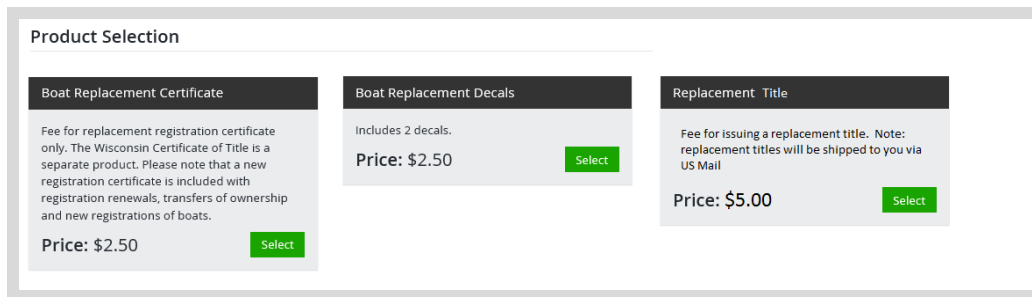 Product Selection
Boat Replacement Certificate
Fee for replacement registration certificate
only. The Wisconsin Certificate of Title is a
separate product. Please note that a new
registration certificate is included with
registration renewals, transfers of ownership
and new registrations of boats.
Price: $2.50
Select
Boat Replacement Decals
Includes 2 decals.
Price: $2.50
Select
Replacement Title
Fee for issuing a replacement title. Note:
replacement titles will be shipped to you via
US Mail
Price: $5.00
Select